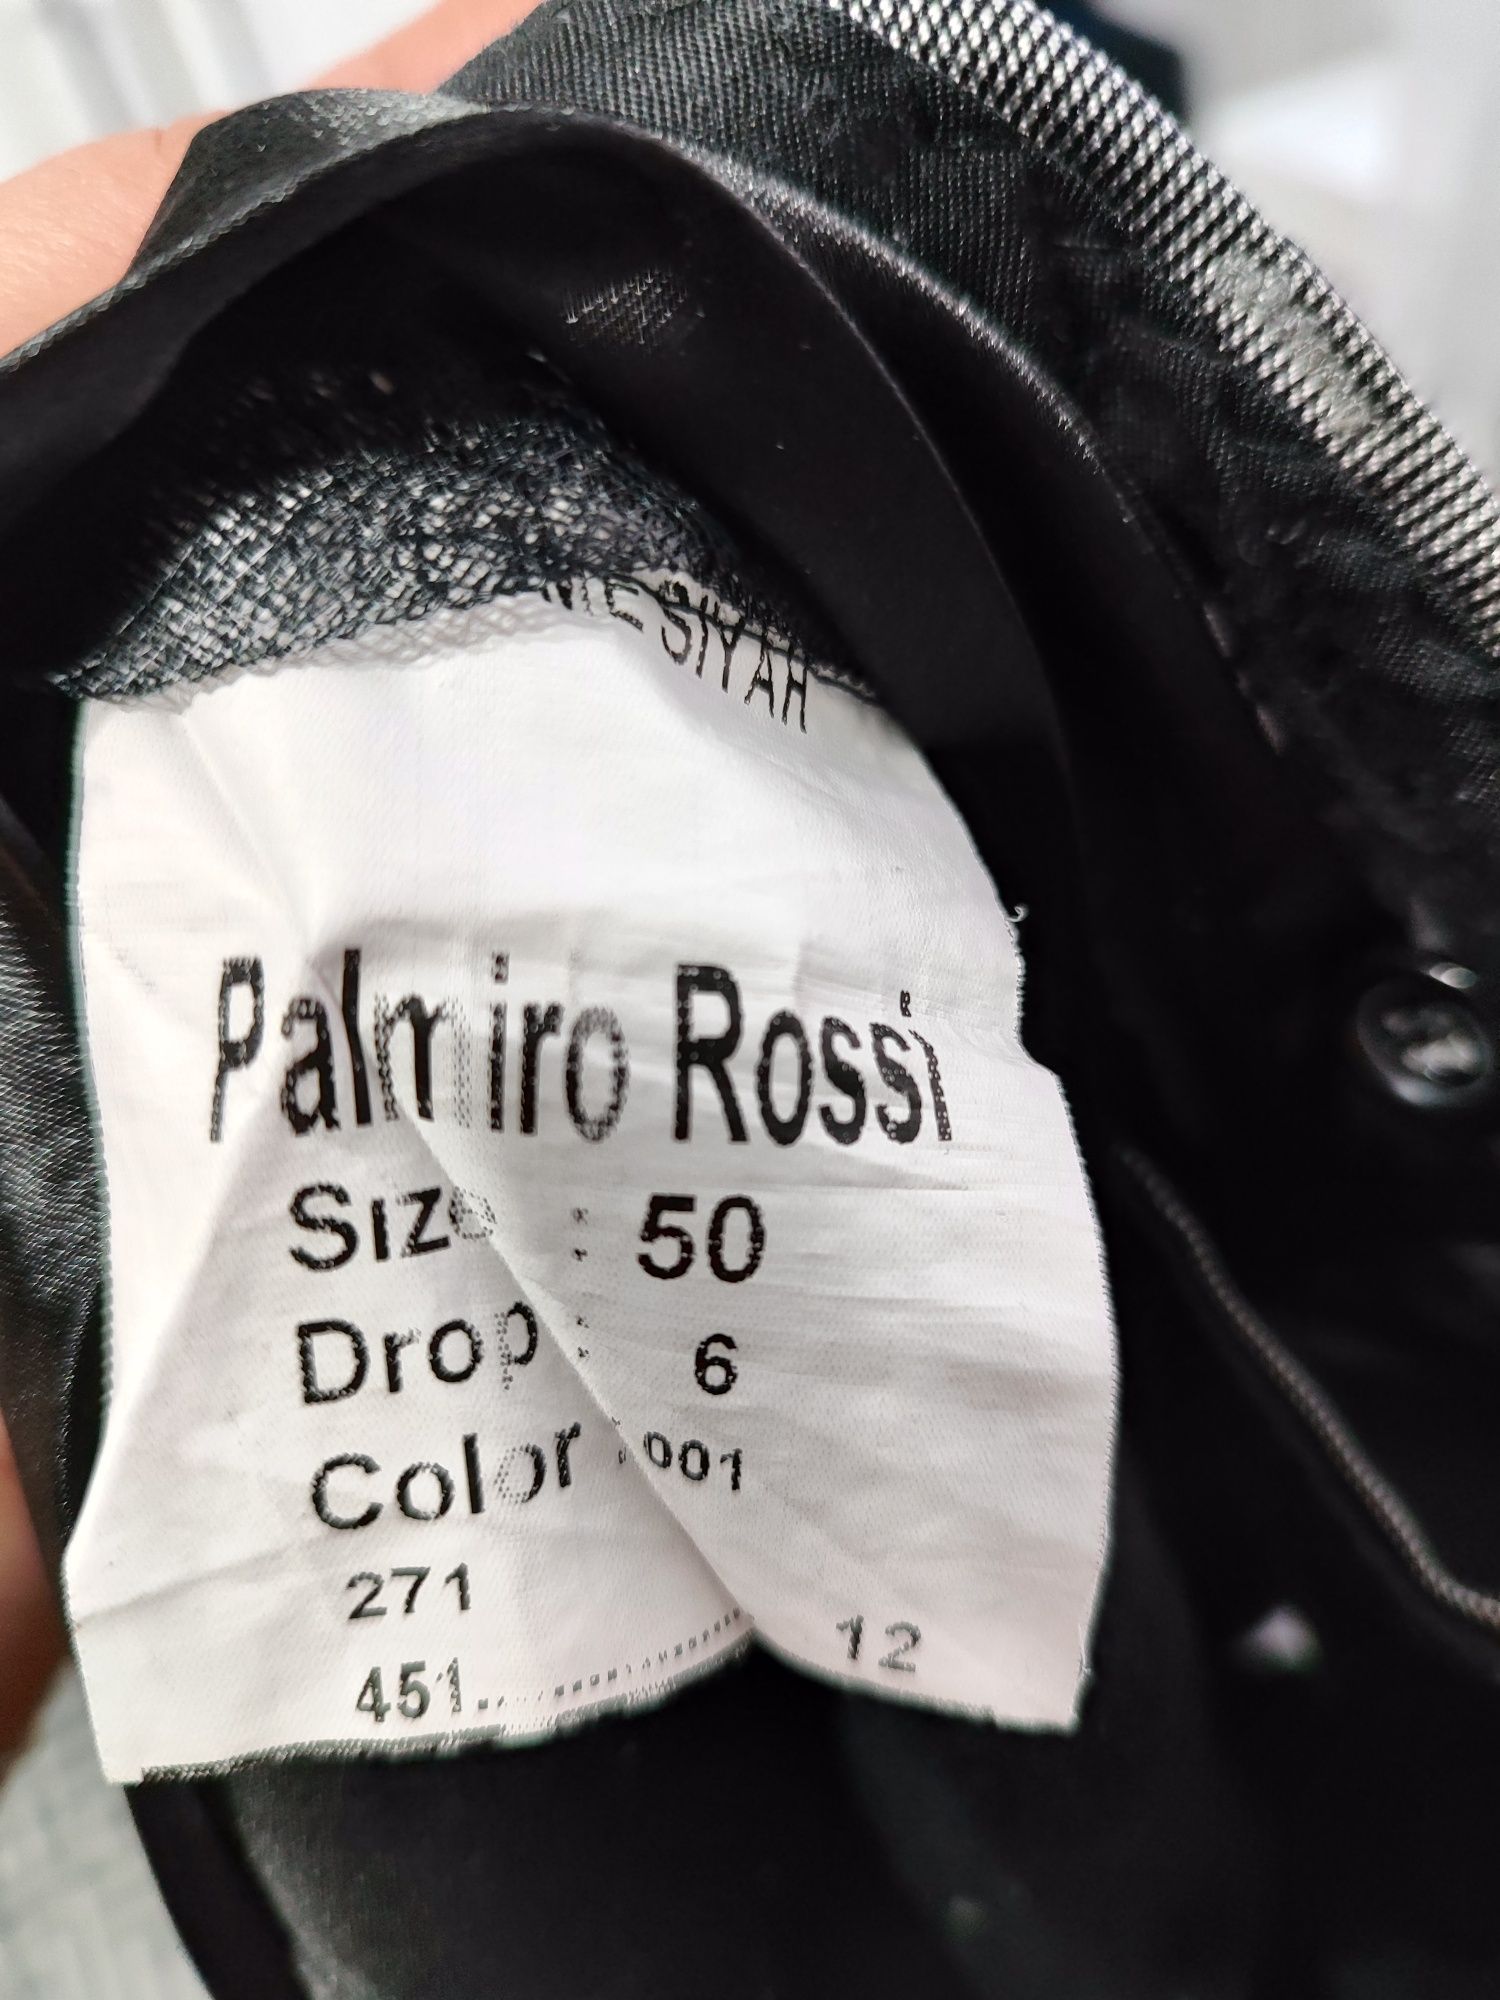 SIYAH
Palmiro Rossi
Size : 50
Drop : 6
Color : 001
271
451 12